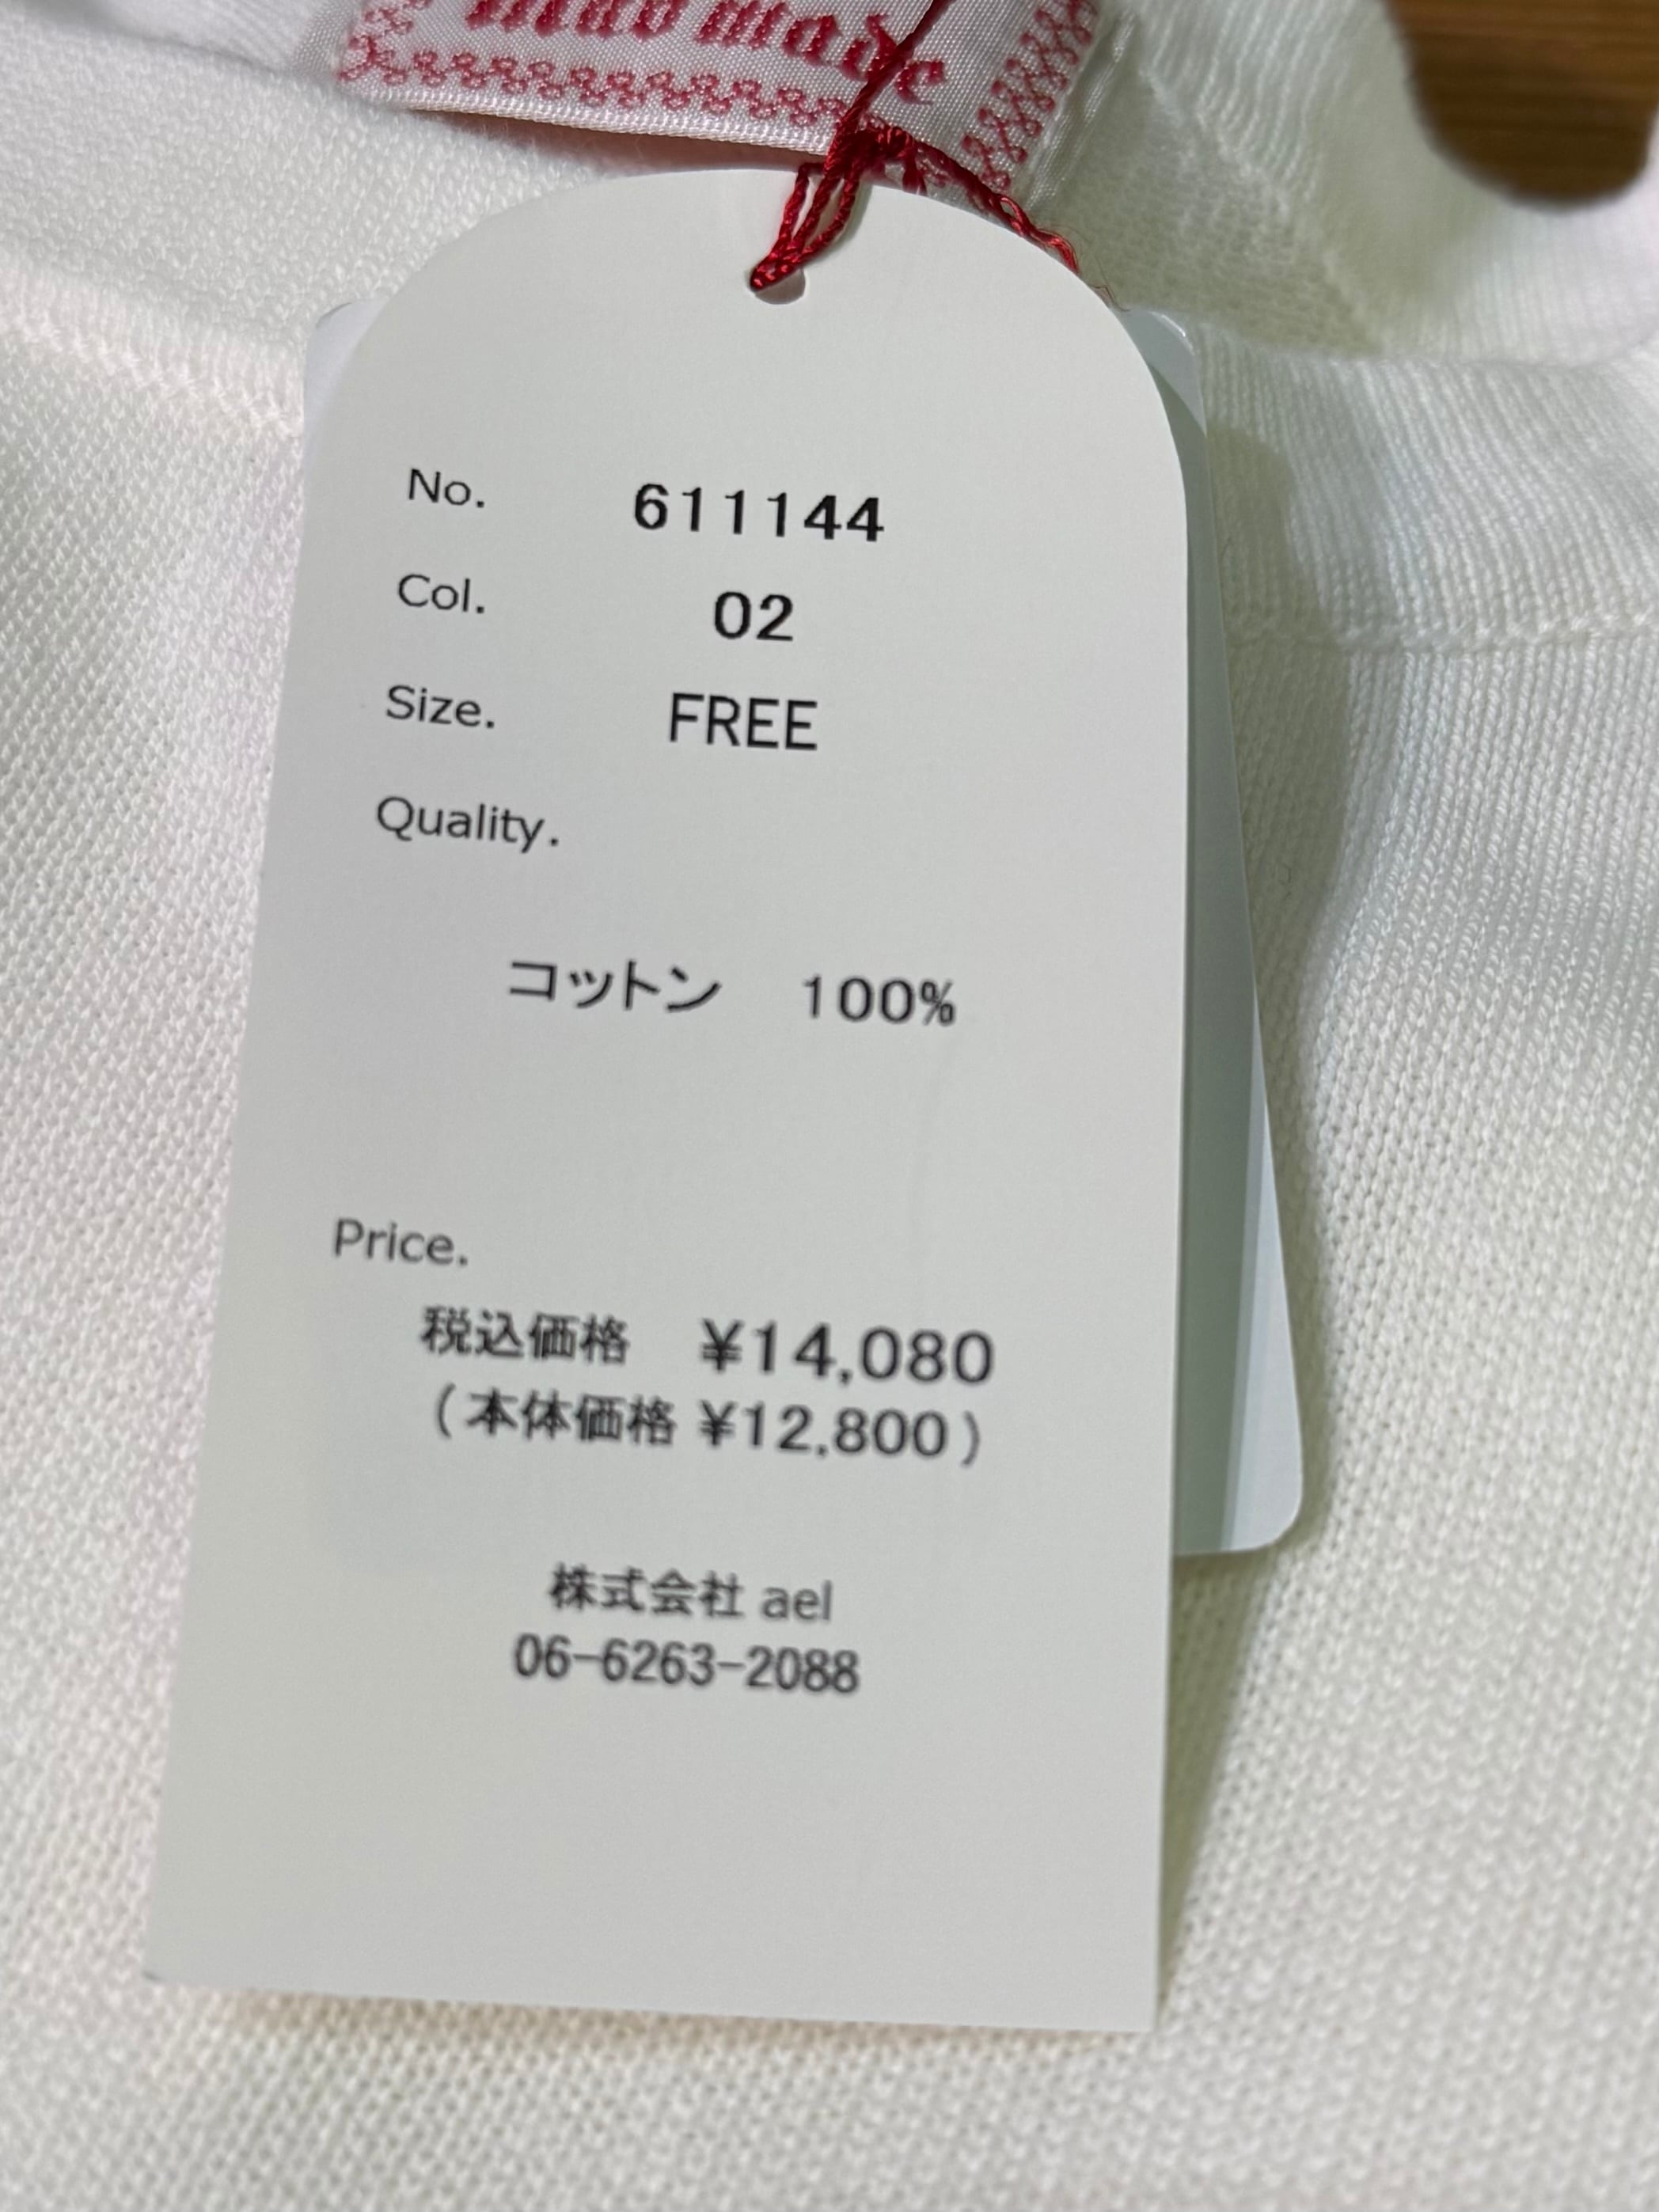 made
No. 611144
Col. 02
Size. FREE
Quality.
コットン 100%
Price.
税込価格 ¥14,080
(本体価格 ¥12,800)
株式会社 ael
06-6263-2088